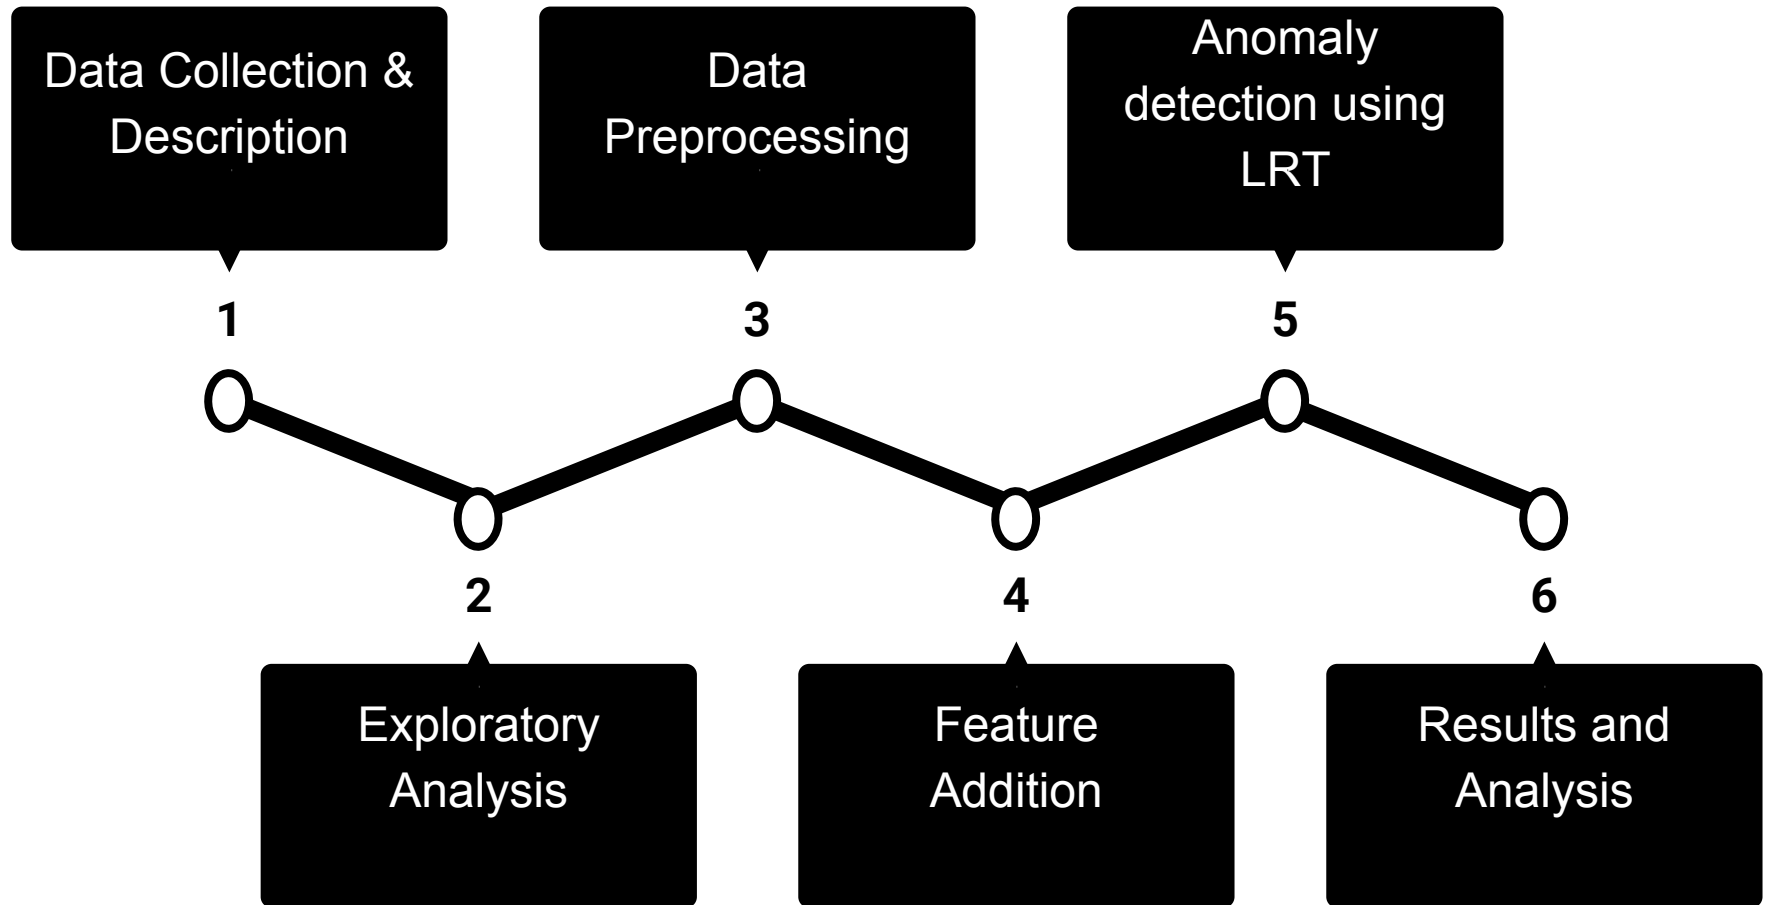 Data Collection &
Description
1
Exploratory
Analysis
2
Data
Preprocessing
3
Feature
Addition
4
Anomaly
detection using
LRT
5
Results and
Analysis
6